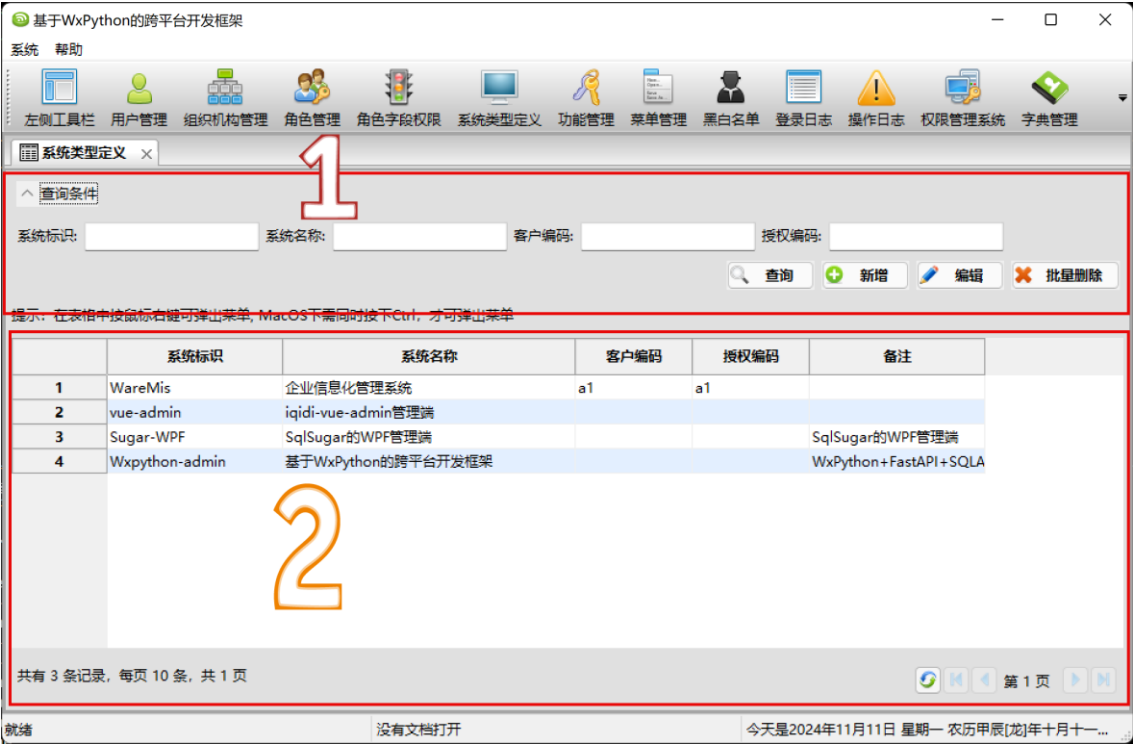 基于WxPython的跨平台开发框架
系统 帮助
左侧工具栏 用户管理 组织机构管理 角色管理 角色字段权限 系统类型定义 功能管理 菜单管理 黑白名单 登录日志 操作日志 权限管理系统 字典管理
系统类型定义
1
查询条件
系统标识: 系统名称: 客户编码: 授权编码:
查询 新增 编辑 批量删除
提示：在表格中按鼠标右键可弹出菜单, MacOS下需同时按下Ctrl，才可弹出菜单
系统标识 系统名称 客户编码 授权编码 备注
1 WareMis 企业信息化管理系统 a1 a1
2 vue-admin iqidi-vue-admin管理端
3 Sugar-WPF SqlSugar的WPF管理端 SqlSugar的WPF管理端
4 Wxpython-admin 基于WxPython的跨平台开发框架 WxPython+FastAPI+SQLA
2
共有 3 条记录，每页 10 条，共 1 页 第 1 页
就绪 没有文档打开 今天是2024年11月11日 星期一 农历甲辰[龙]年十月十一...